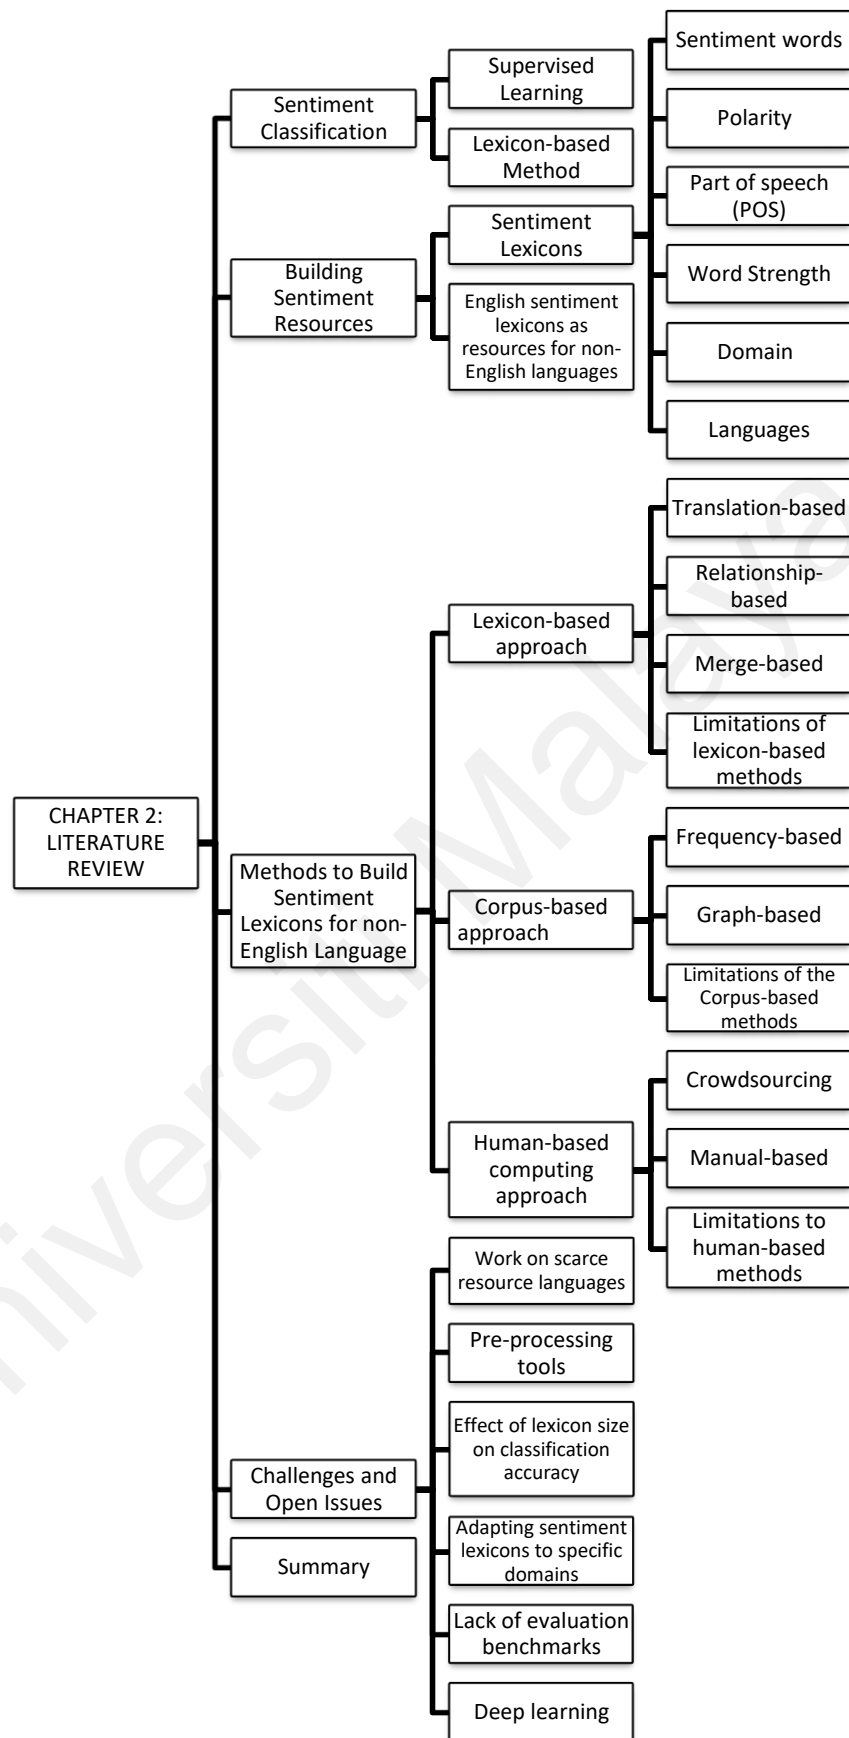 CHAPTER 2:
LITERATURE
REVIEW
Sentiment
Classification
Supervised
Learning
Lexicon-based
Method
Building
Sentiment
Resources
Sentiment
Lexicons
Sentiment words
Polarity
Part of speech
(POS)
Word Strength
Domain
Languages
English sentiment
lexicons as
resources for non-
English languages
Methods to Build
Sentiment
Lexicons for non-
English Language
Lexicon-based
approach
Translation-based
Relationship-
based
Merge-based
Limitations of
lexicon-based
methods
Corpus-based
approach
Frequency-based
Graph-based
Limitations of the
Corpus-based
methods
Human-based
computing
approach
Crowdsourcing
Manual-based
Limitations to
human-based
methods
Challenges and
Open Issues
Work on scarce
resource languages
Pre-processing
tools
Effect of lexicon size
on classification
accuracy
Adapting sentiment
lexicons to specific
domains
Lack of evaluation
benchmarks
Deep learning
Summary
niversiti Malaya